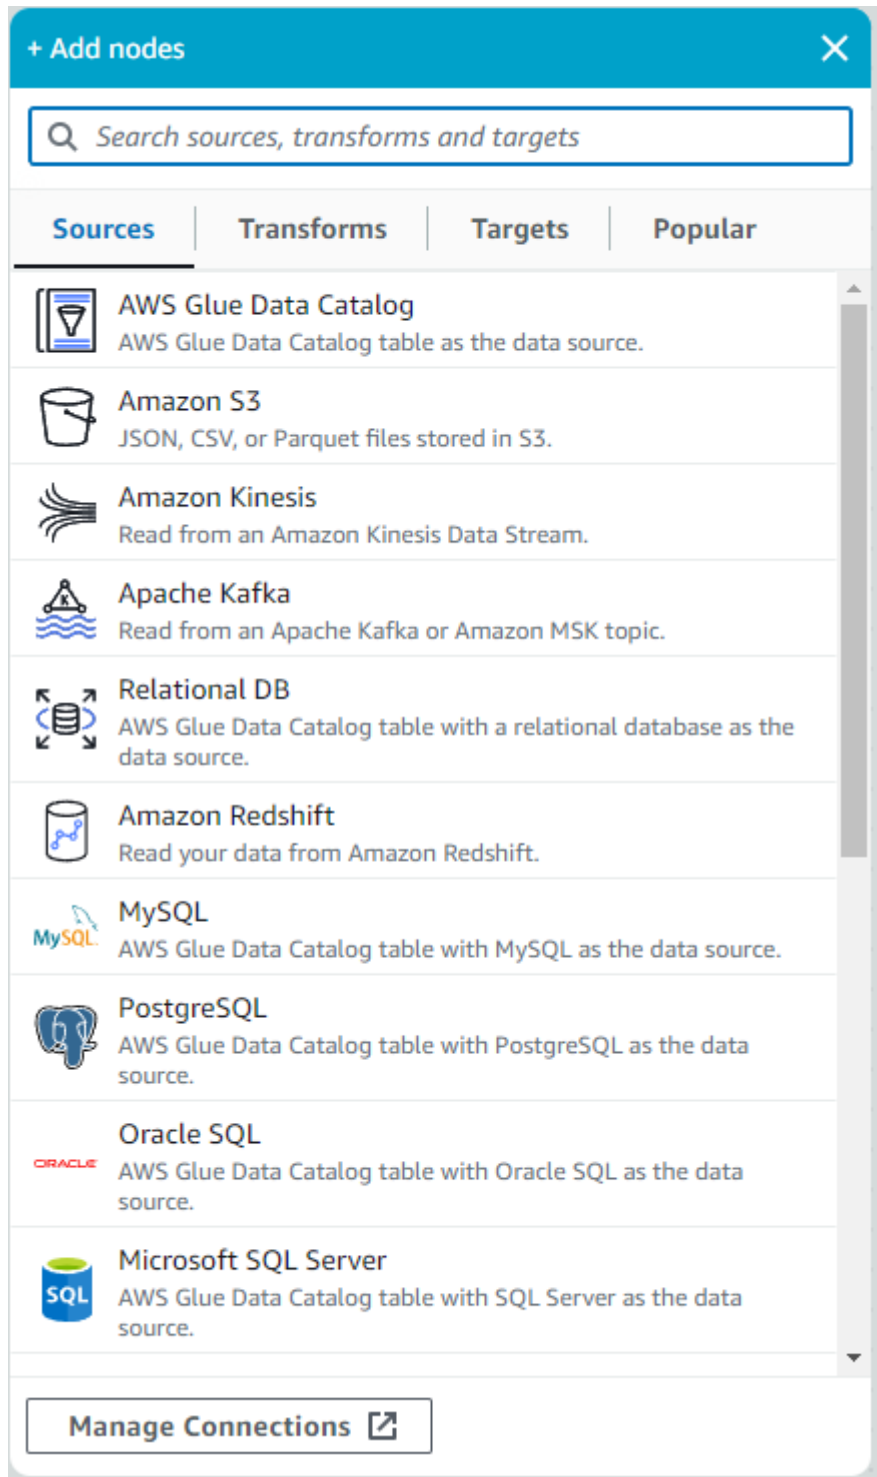 + Add nodes
Search sources, transforms and targets
Sources Transforms Targets Popular
AWS Glue Data Catalog
AWS Glue Data Catalog table as the data source.
Amazon S3
JSON, CSV, or Parquet files stored in S3.
Amazon Kinesis
Read from an Amazon Kinesis Data Stream.
K
Apache Kafka
Read from an Apache Kafka or Amazon MSK topic.
Relational DB
AWS Glue Data Catalog table with a relational database as the
data source.
Amazon Redshift
Read your data from Amazon Redshift.
MySQL
MySQL
AWS Glue Data Catalog table with MySQL as the data source.
PostgreSQL
AWS Glue Data Catalog table with PostgreSQL as the data
source.
Oracle SQL
ORACLE
AWS Glue Data Catalog table with Oracle SQL as the data
source.
Microsoft SQL Server
SQL
AWS Glue Data Catalog table with SQL Server as the data
source.
Manage Connections